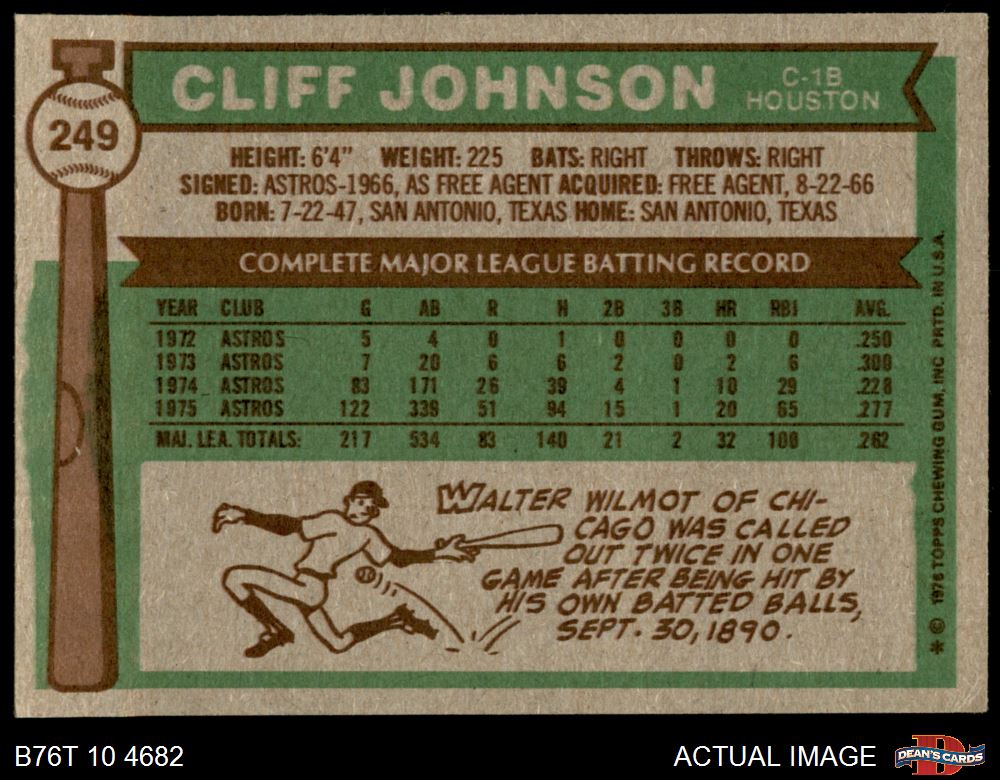 CLIFF JOHNSON
C-1B
HOUSTON
249
HEIGHT: 6'4" WEIGHT: 225 BATS: RIGHT THROWS: RIGHT
SIGNED: ASTROS-1966, AS FREE AGENT ACQUIRED: FREE AGENT, 8-22-66
BORN: 7-22-47, SAN ANTONIO, TEXAS HOME: SAN ANTONIO, TEXAS
COMPLETE MAJOR LEAGUE BATTING RECORD
YEAR CLUB G AB R H 2B 3B HR RBI AVG.
1972 ASTROS 5 4 0 1 0 0 0 0 .250
1973 ASTROS 7 20 6 6 2 0 2 6 .300
1974 ASTROS 83 171 26 39 4 1 10 29 .228
1975 ASTROS 122 339 51 94 15 1 20 65 .277
MAJ. LEA. TOTALS: 217 534 83 140 21 2 32 100 .262
WALTER WILMOT OF CHI-
CAGO WAS CALLED
OUT TWICE IN ONE
GAME AFTER BEING HIT BY
HIS OWN BATTED BALLS,
SEPT. 30, 1890.
* © 1976 TOPPS CHEWING GUM, INC PRTD. IN U.S.A.
B76T 10 4682
ACTUAL IMAGE
D
DEAN'S CARDS